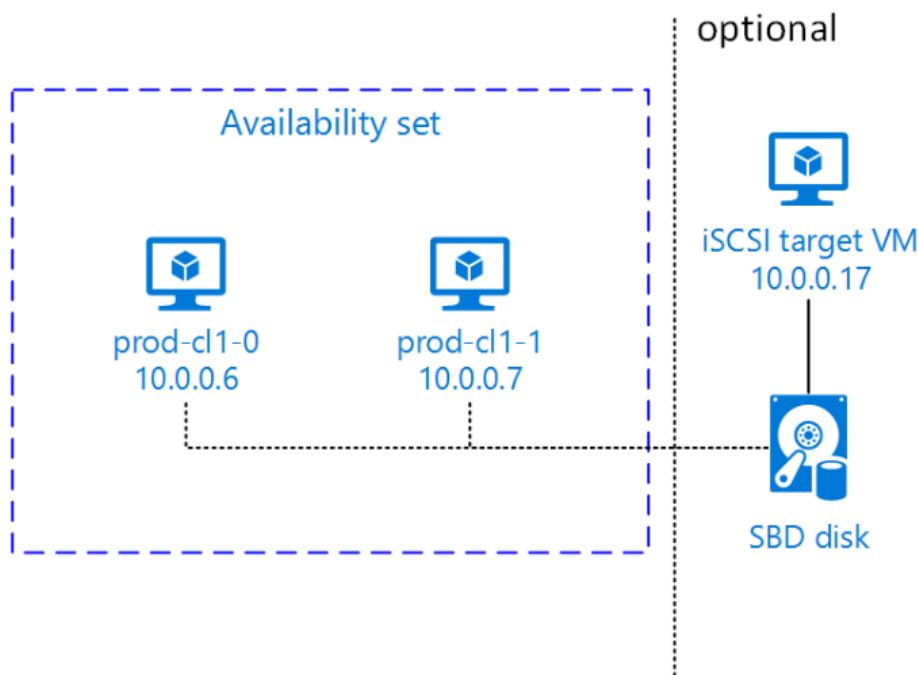 optional
Availability set
iSCSI target VM
10.0.0.17
prod-cl1-0
10.0.0.6
prod-cl1-1
10.0.0.7
SBD disk